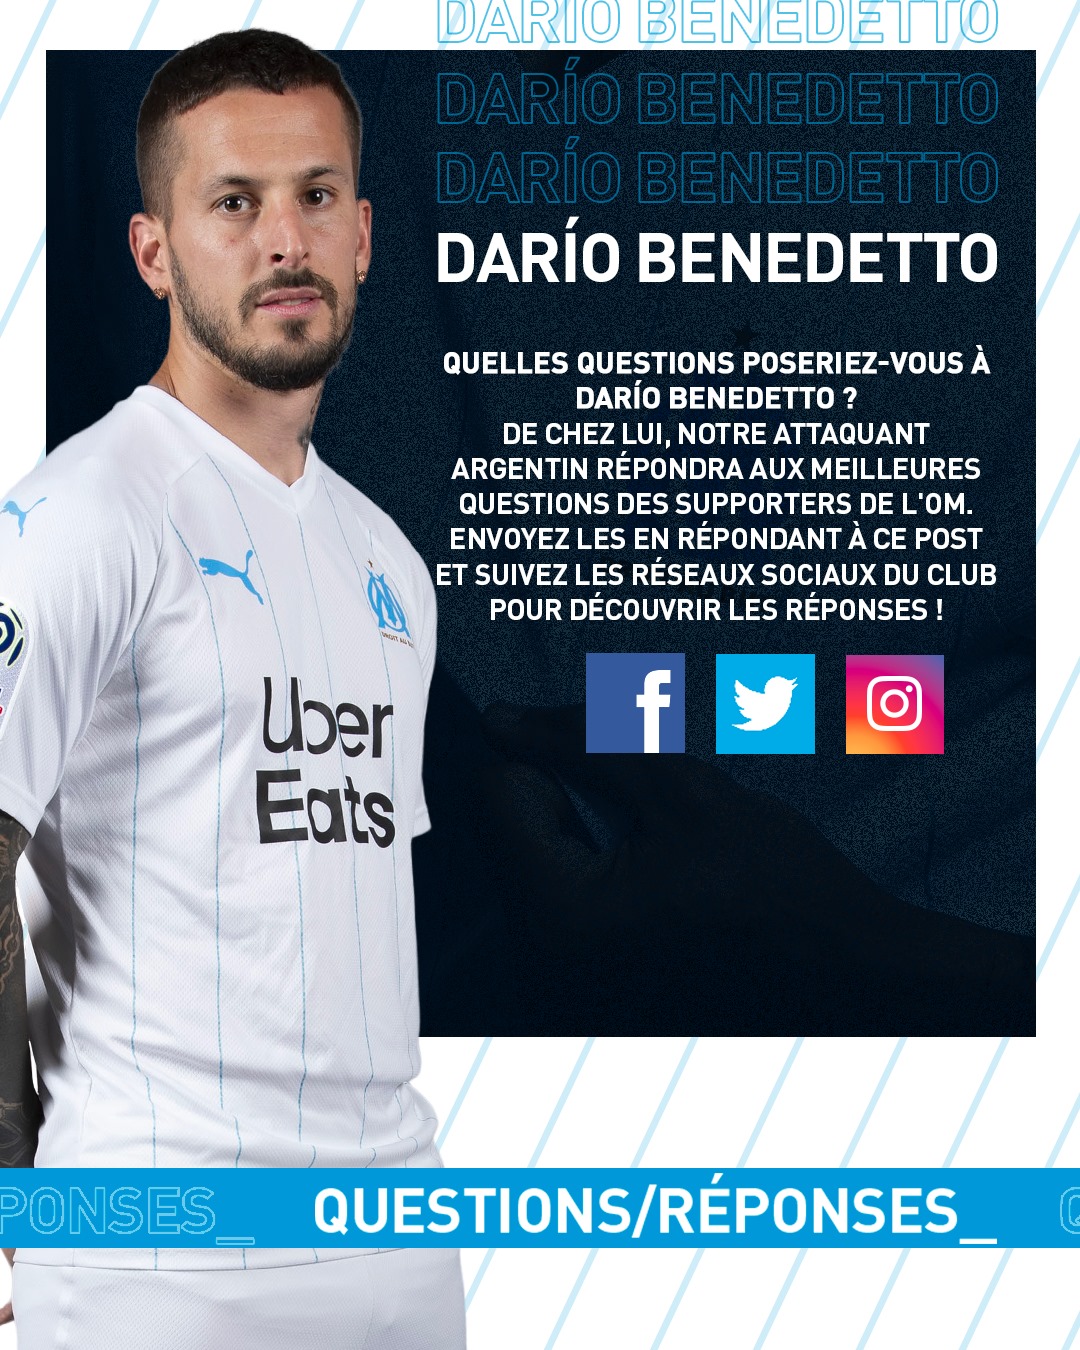 DARÍO BENEDETTO
DARÍO BENEDETTO
DARÍO BENEDETTO
DARÍO BENEDETTO
QUELLES QUESTIONS POSERIEZ-VOUS À
DARÍO BENEDETTO ?
DE CHEZ LUI, NOTRE ATTAQUANT
ARGENTIN RÉPONDRA AUX MEILLEURES
QUESTIONS DES SUPPORTERS DE L'OM.
ENVOYEZ LES EN RÉPONDANT À CE POST
ET SUIVEZ LES RÉSEAUX SOCIAUX DU CLUB
POUR DÉCOUVRIR LES RÉPONSES !
Uber
Eats
PONSES_ QUESTIONS/RÉPONSES_ Q